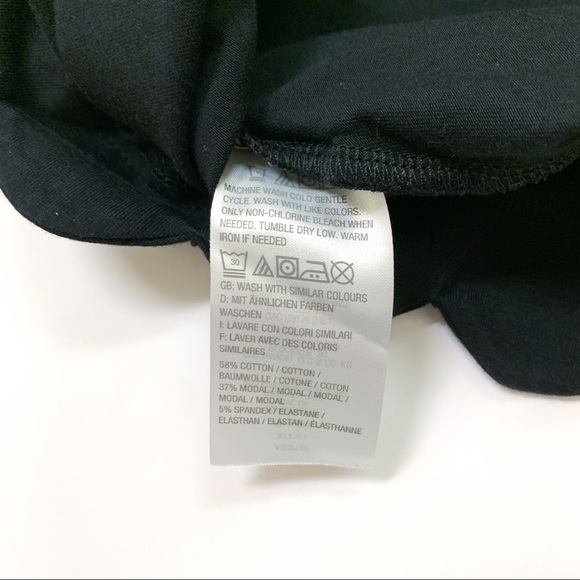 MACHINE WASH COLD GENTLE
CYCLE. WASH WITH LIKE COLORS.
ONLY NON-CHLORINE BLEACH WHEN
NEEDED. TUMBLE DRY LOW. WARM
IRON IF NEEDED
30
GB: WASH WITH SIMILAR COLOURS
D: MIT ÄHNLICHEN FARBEN
WASCHEN
I: LAVARE CON COLORI SIMILARI
F: LAVER AVEC DES COLORIS
SIMILAIRES
58% COTTON / COTTON /
BAUMWOLLE / COTONE / COTON
37% MODAL / MODAL / MODAL /
MODAL / MODAL
5% SPANDEX / ELASTANE /
ELASTHAN / ELASTAN / ÉLASTHANNE